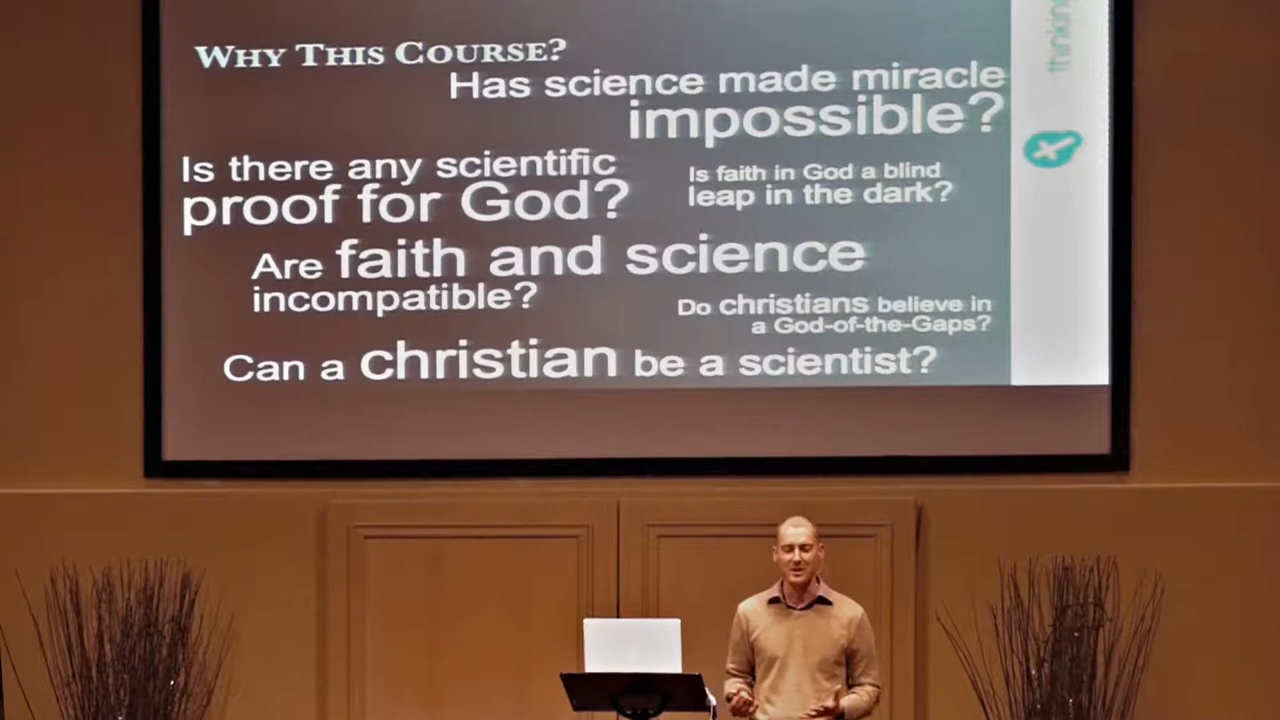 WHY THIS COURSE?
Has science made miracle
impossible?
Is there any scientific
proof for God?
Is faith in God a blind
leap in the dark?
Are faith and science
incompatible?
Do christians believe in
a God-of-the-Gaps?
Can a christian be a scientist?
thinking